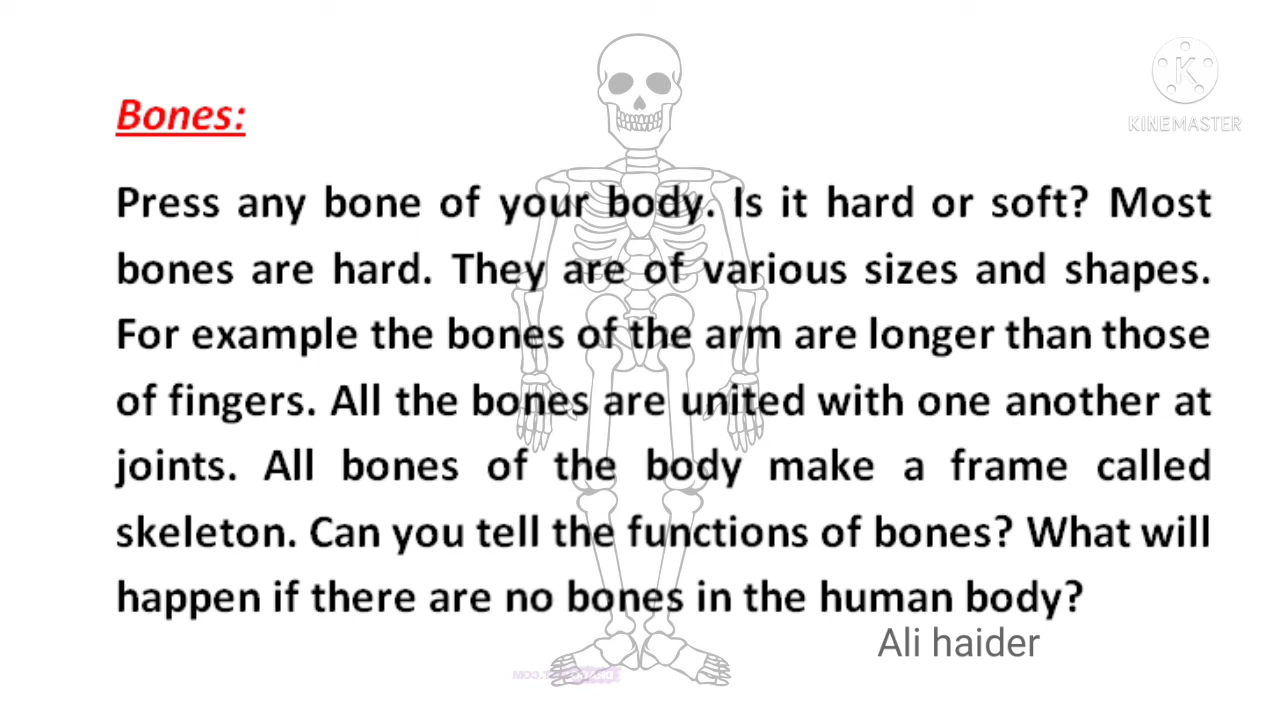 KINEMASTER
Bones:
Press any bone of your body. Is it hard or soft? Most
bones are hard. They are of various sizes and shapes.
For example the bones of the arm are longer than those
of fingers. All the bones are united with one another at
joints. All bones of the body make a frame called
skeleton. Can you tell the functions of bones? What will
happen if there are no bones in the human body?
Ali haider